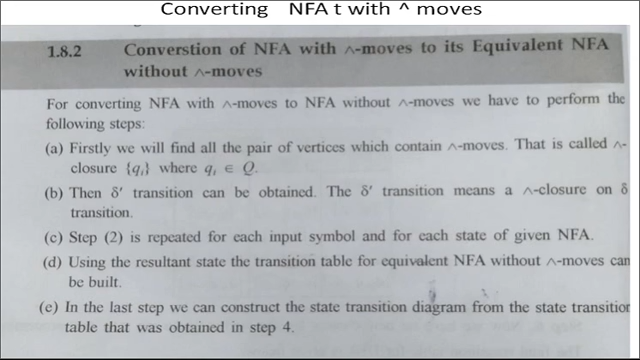 Converting NFA t with ^ moves
1.8.2 Converstion of NFA with ^-moves to its Equivalent NFA
without ^-moves
For converting NFA with ^-moves to NFA without ^-moves we have to perform the
following steps:
(a) Firstly we will find all the pair of vertices which contain ^-moves. That is called ^-
closure {qᵢ} where qᵢ ∈ Q.
(b) Then δ′ transition can be obtained. The δ′ transition means a ^-closure on δ
transition.
(c) Step (2) is repeated for each input symbol and for each state of given NFA.
(d) Using the resultant state the transition table for equivalent NFA without ^-moves can
be built.
(e) In the last step we can construct the state transition diagram from the state transition
table that was obtained in step 4.